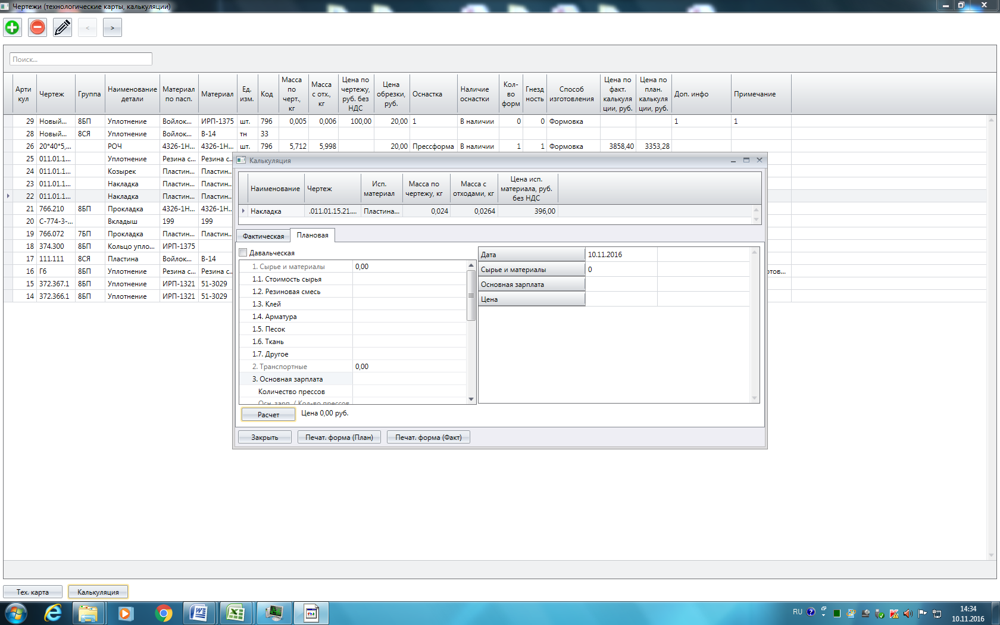 Чертежи (технологические карты, калькуляции)
< >
Поиск...
Арти кул Чертеж Группа Наименование детали Материал по пасп. Материал Ед. изм. Код Масса по черт., кг Масса с отх., кг Цена по чертежу, руб. без НДС Цена обрезки, руб. Оснастка Наличие оснастки Кол-во форм Гнезд ность Способ изготовления Цена по факт. калькуля ции, руб. Цена по план. калькуля ции, руб. Доп. инфо Примечание
29 Новый... 8БП Уплотнение Войлок... ИРП-1375 шт. 796 0,005 0,006 100,00 20,00 1 В наличии 0 0 Формовка 1 1
28 Новый... 8СЯ Уплотнение Войлок... В-14 тн 33
26 20*40*5,... РОЧ 4326-1Н... 4326-1Н... шт. 796 5,712 5,998 20,00 Прессформа В наличии 1 1 Формовка 3858,40 3353,28
25 011.01.1... Уплотнение Резина с... Резина с..
24 011.01.1... Козырек Пластин... Пластин..
23 011.01.1... Накладка Пластин... Пластин..
22 011.01.1... Накладка Пластин... Пластин..
21 766.210 8БП Прокладка 4326-1Н... 4326-1Н..
20 С-774-3-... Вкладыш 199 199
19 766.072 7БП Прокладка Пластин... Пластин..
18 374.300 8БП Кольцо упло... ИРП-1375
17 111.111 8СЯ Пластина Войлок... В-14
16 Гб 8БП Уплотнение Резина с... Резина с.. отов...
15 372.367.1 8БП Уплотнение ИРП-1321 51-3029
14 372.366.1 8БП Уплотнение ИРП-1321 51-3029
Калькуляция
Наименование Чертеж Исп. материал Масса по чертежу, кг Масса с отходами, кг Цена исп. материала, руб. без НДС
Накладка .011.01.15.21.... Пластина... 0,024 0,0264 396,00
Фактическая Плановая
Давальческая
1. Сырье и материалы 0,00
1.1. Стоимость сырья
1.2. Резиновая смесь
1.3. Клей
1.4. Арматура
1.5. Песок
1.6. Ткань
1.7. Другое
2. Транспортные 0,00
3. Основная зарплата
Количество прессов
Осн. зарп. / Кол-во прессов
Дата 10.11.2016
Сырье и материалы 0
Основная зарплата
Цена
Расчет Цена 0,00 руб.
Закрыть Печат. форма (План) Печат. форма (Факт)
Тех. карта Калькуляция
RU
14:34
10.11.2016